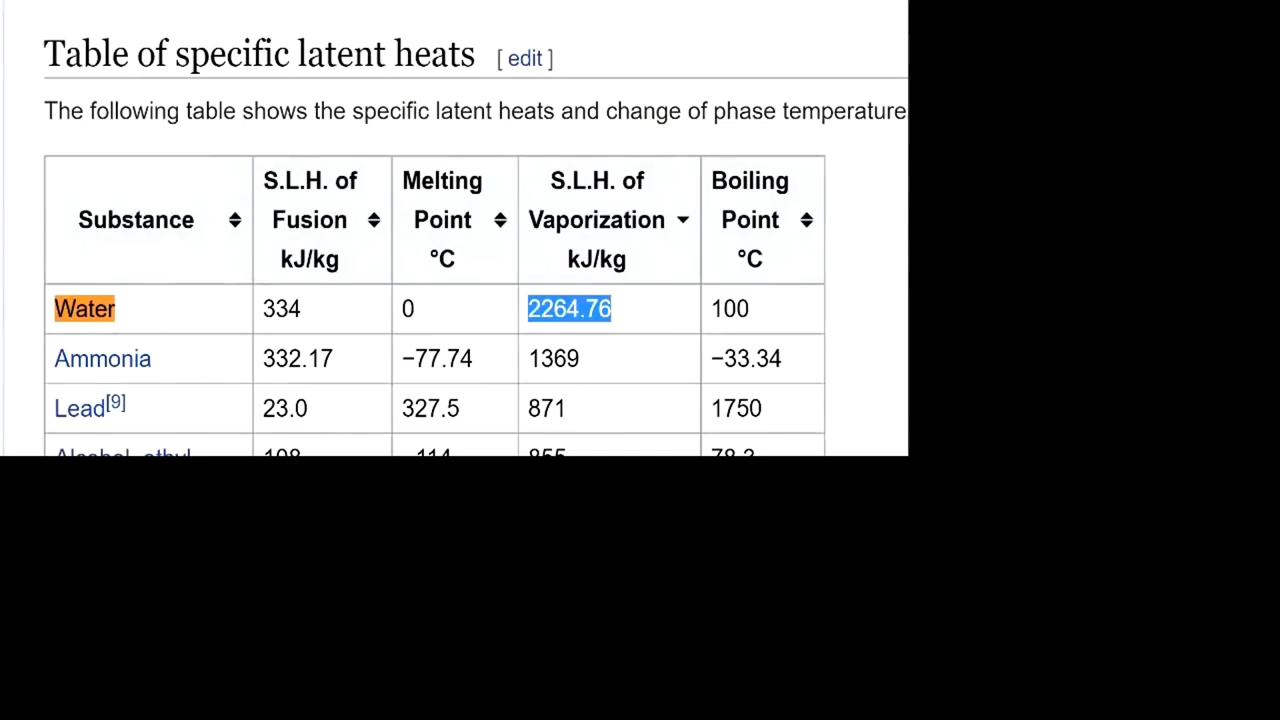 Table of specific latent heats [ edit ]
The following table shows the specific latent heats and change of phase temperature
Substance S.L.H. of Fusion kJ/kg Melting Point °C S.L.H. of Vaporization kJ/kg Boiling Point °C
Water 334 0 2264.76 100
Ammonia 332.17 −77.74 1369 −33.34
Lead[9] 23.0 327.5 871 1750